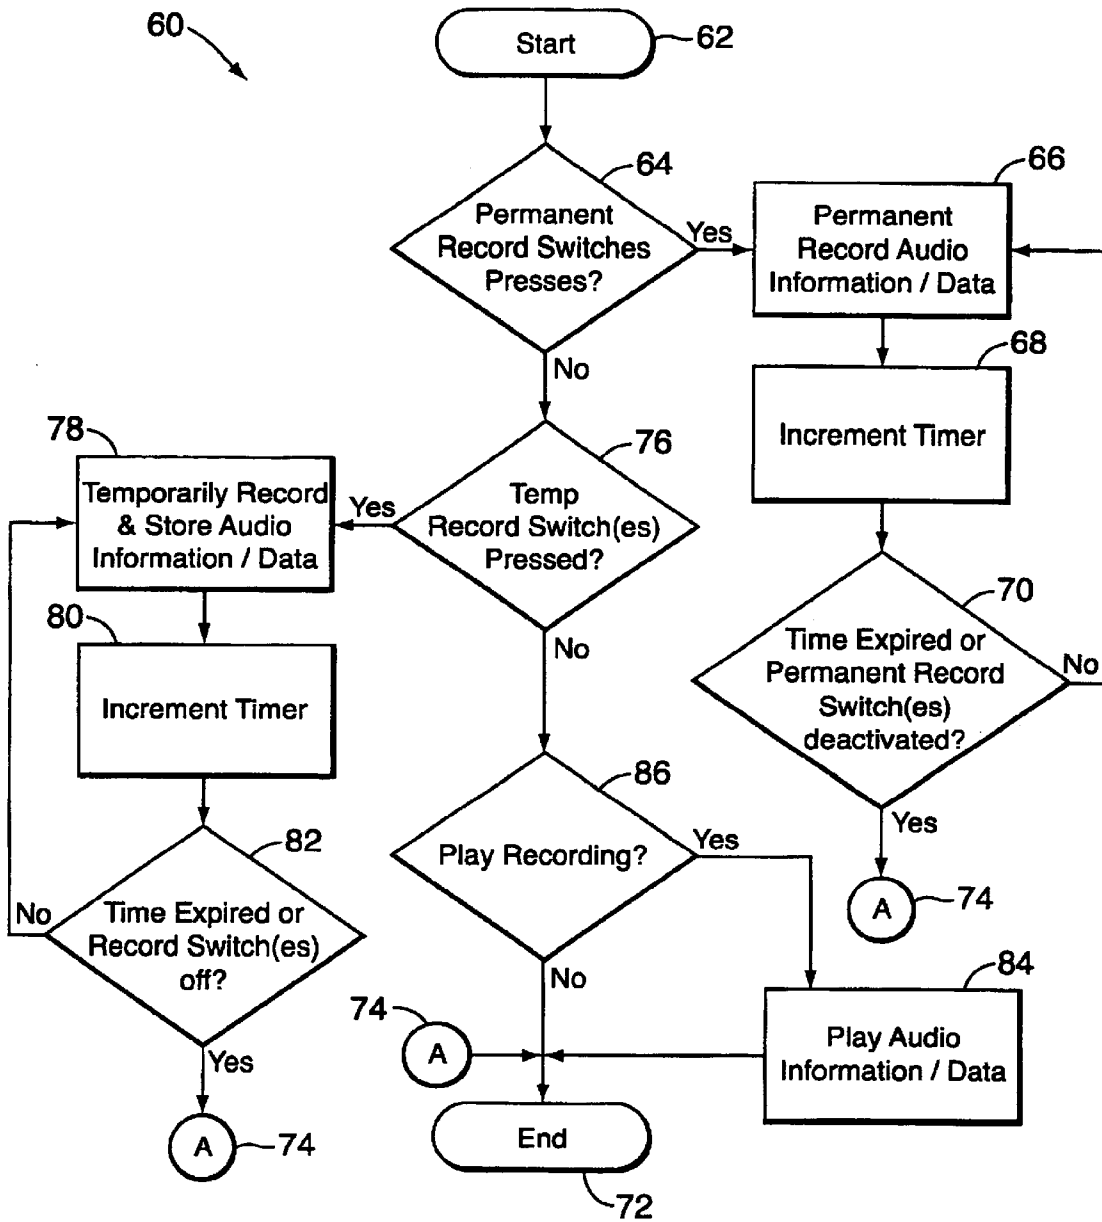 60
Start
62
64
Permanent
Record Switches
Presses?
Yes
No
66
Permanent
Record Audio
Information / Data
68
Increment Timer
70
Time Expired or
Permanent Record
Switch(es)
deactivated?
No
Yes
A
74
76
Temp
Record Switch(es)
Pressed?
Yes
No
78
Temporarily Record
& Store Audio
Information / Data
80
Increment Timer
82
Time Expired or
Record Switch(es)
off?
No
Yes
A
74
86
Play Recording?
Yes
No
84
Play Audio
Information / Data
74
A
End
72